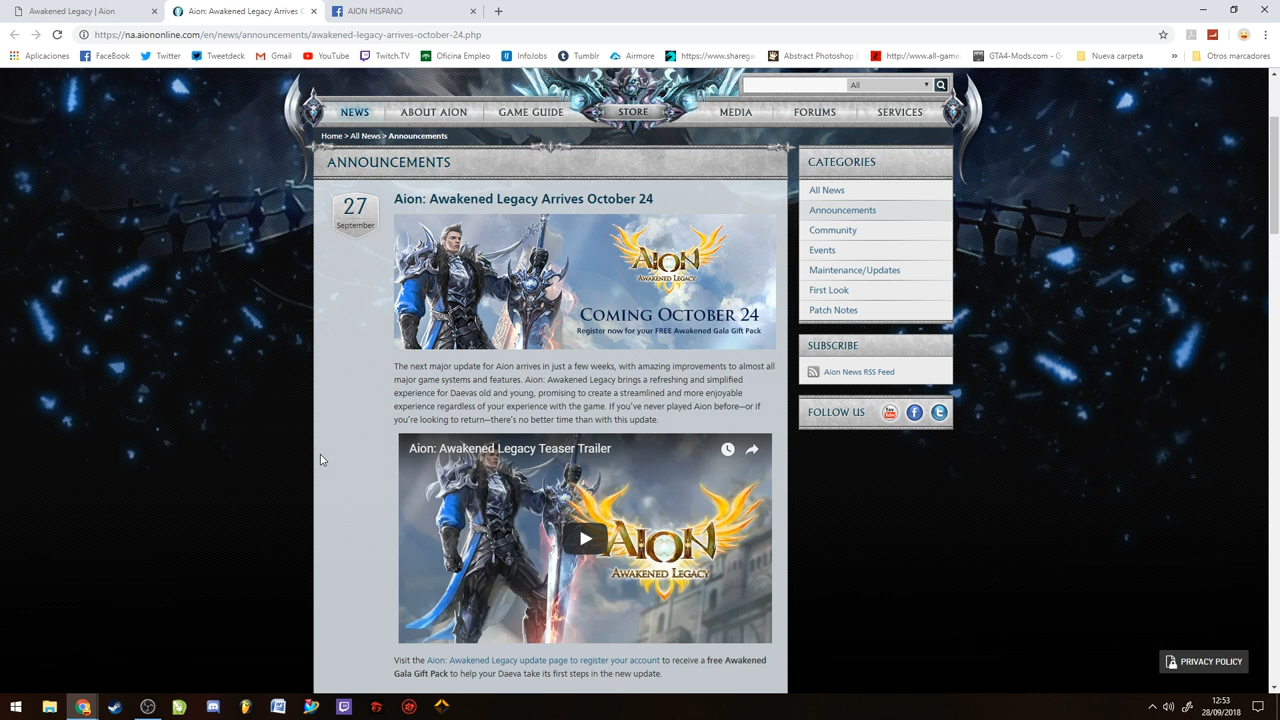 Awakened Legacy | Aion
Aion: Awakened Legacy Arrives O
AION HISPANO
https://na.aiononline.com/en/news/announcements/awakened-legacy-arrives-october-24.php
Aplicaciones FaceBook Twitter Tweetdeck Gmail YouTube Twitch.TV Oficina Empleo InfoJobs Tumblr Airmore https://www.sharega Abstract Photoshop http://www.all-game GTA4-Mods.com - G Nueva carpeta » Otros marcadores
All
NEWS ABOUT AION GAME GUIDE STORE MEDIA FORUMS SERVICES
Home > All News > Announcements
ANNOUNCEMENTS
27
September
Aion: Awakened Legacy Arrives October 24
AION
AWAKENED LEGACY
COMING OCTOBER 24
Register now for your FREE Awakened Gala Gift Pack
The next major update for Aion arrives in just a few weeks, with amazing improvements to almost all
major game systems and features. Aion: Awakened Legacy brings a refreshing and simplified
experience for Daevas old and young, promising to create a streamlined and more enjoyable
experience regardless of your experience with the game. If you've never played Aion before—or if
you're looking to return—there's no better time than with this update.
Aion: Awakened Legacy Teaser Trailer
AION
AWAKENED LEGACY
Visit the Aion: Awakened Legacy update page to register your account to receive a free Awakened
Gala Gift Pack to help your Daeva take its first steps in the new update.
CATEGORIES
All News
Announcements
Community
Events
Maintenance/Updates
First Look
Patch Notes
SUBSCRIBE
Aion News RSS Feed
FOLLOW US
You Tube
PRIVACY POLICY
12:53
28/09/2018